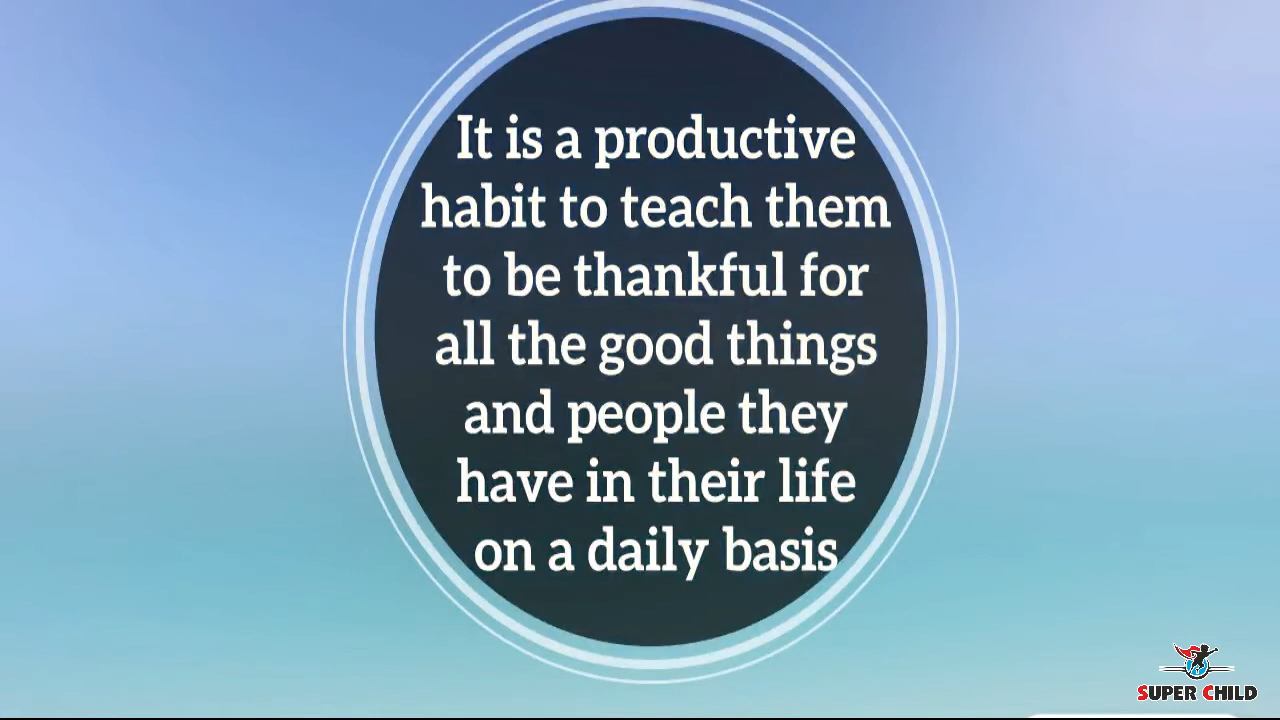 It is a productive
habit to teach them
to be thankful for
all the good things
and people they
have in their life
on a daily basis
SUPER CHILD